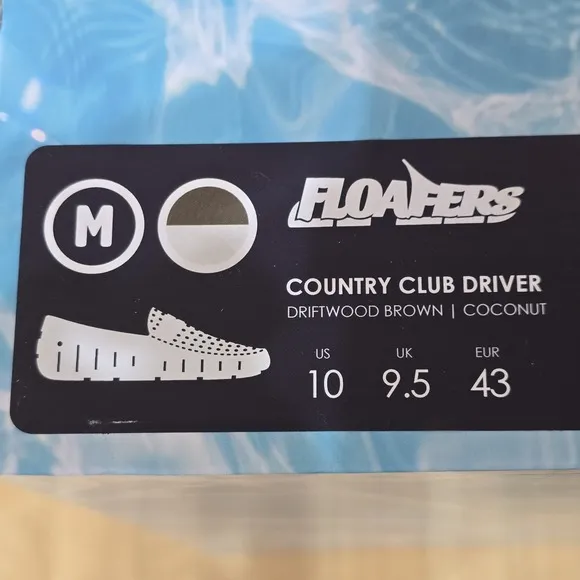 M
FLOAFERS
COUNTRY CLUB DRIVER
DRIFTWOOD BROWN | COCONUT
US UK EUR
10 9.5 43